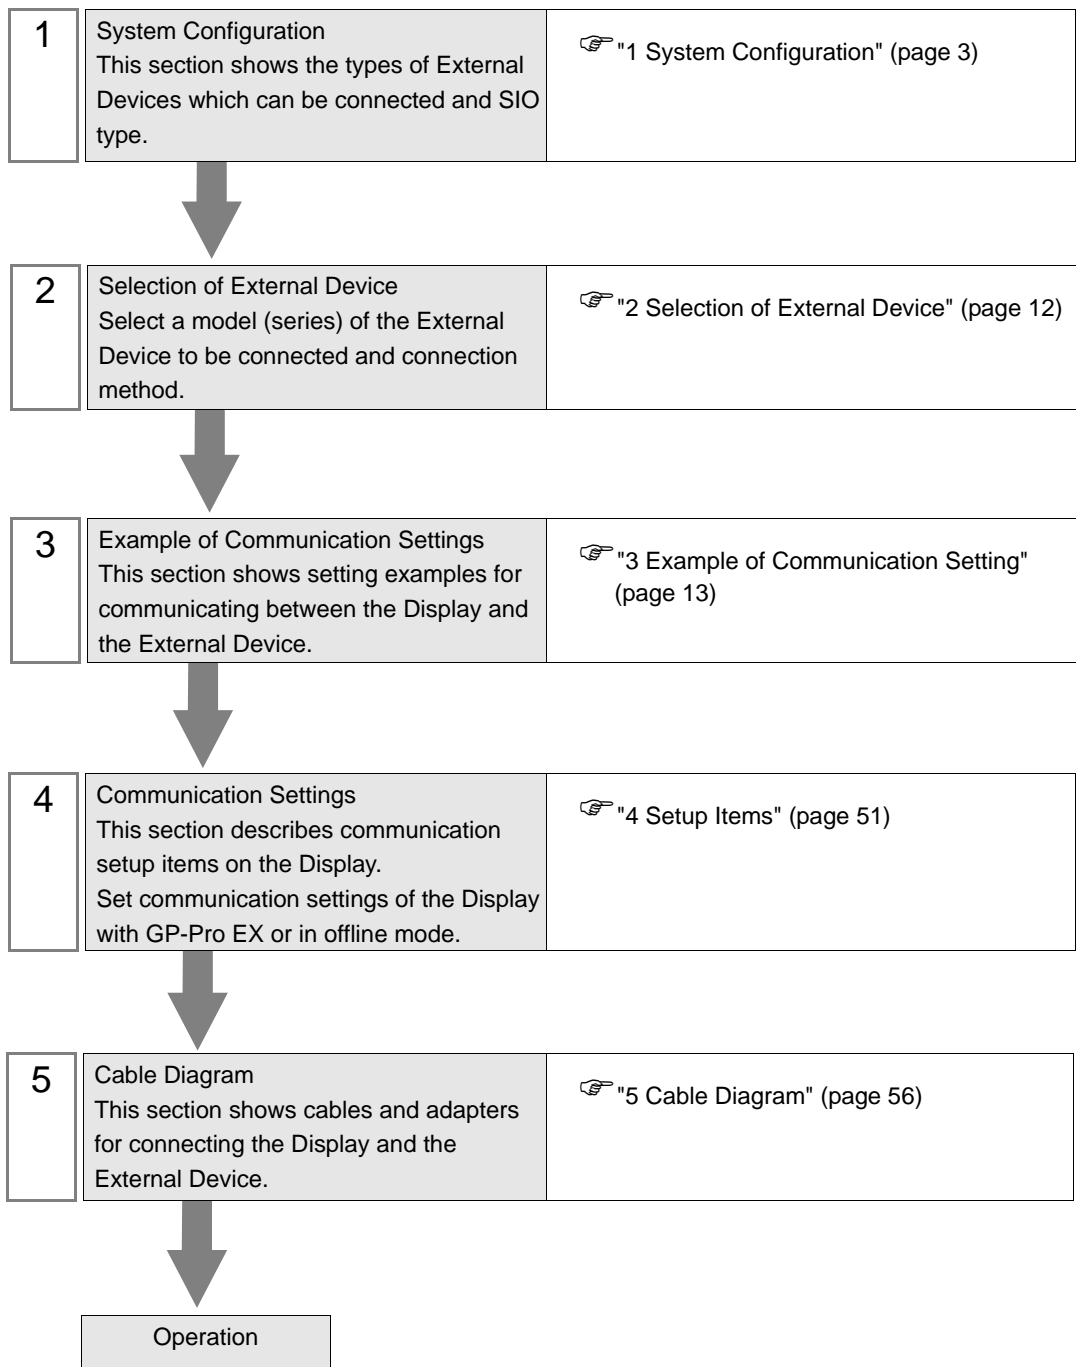 1
System Configuration
This section shows the types of External
Devices which can be connected and SIO
type.
"1 System Configuration" (page 3)
2
Selection of External Device
Select a model (series) of the External
Device to be connected and connection
method.
"2 Selection of External Device" (page 12)
3
Example of Communication Settings
This section shows setting examples for
communicating between the Display and
the External Device.
"3 Example of Communication Setting"
(page 13)
4
Communication Settings
This section describes communication
setup items on the Display.
Set communication settings of the Display
with GP-Pro EX or in offline mode.
"4 Setup Items" (page 51)
5
Cable Diagram
This section shows cables and adapters
for connecting the Display and the
External Device.
"5 Cable Diagram" (page 56)
Operation